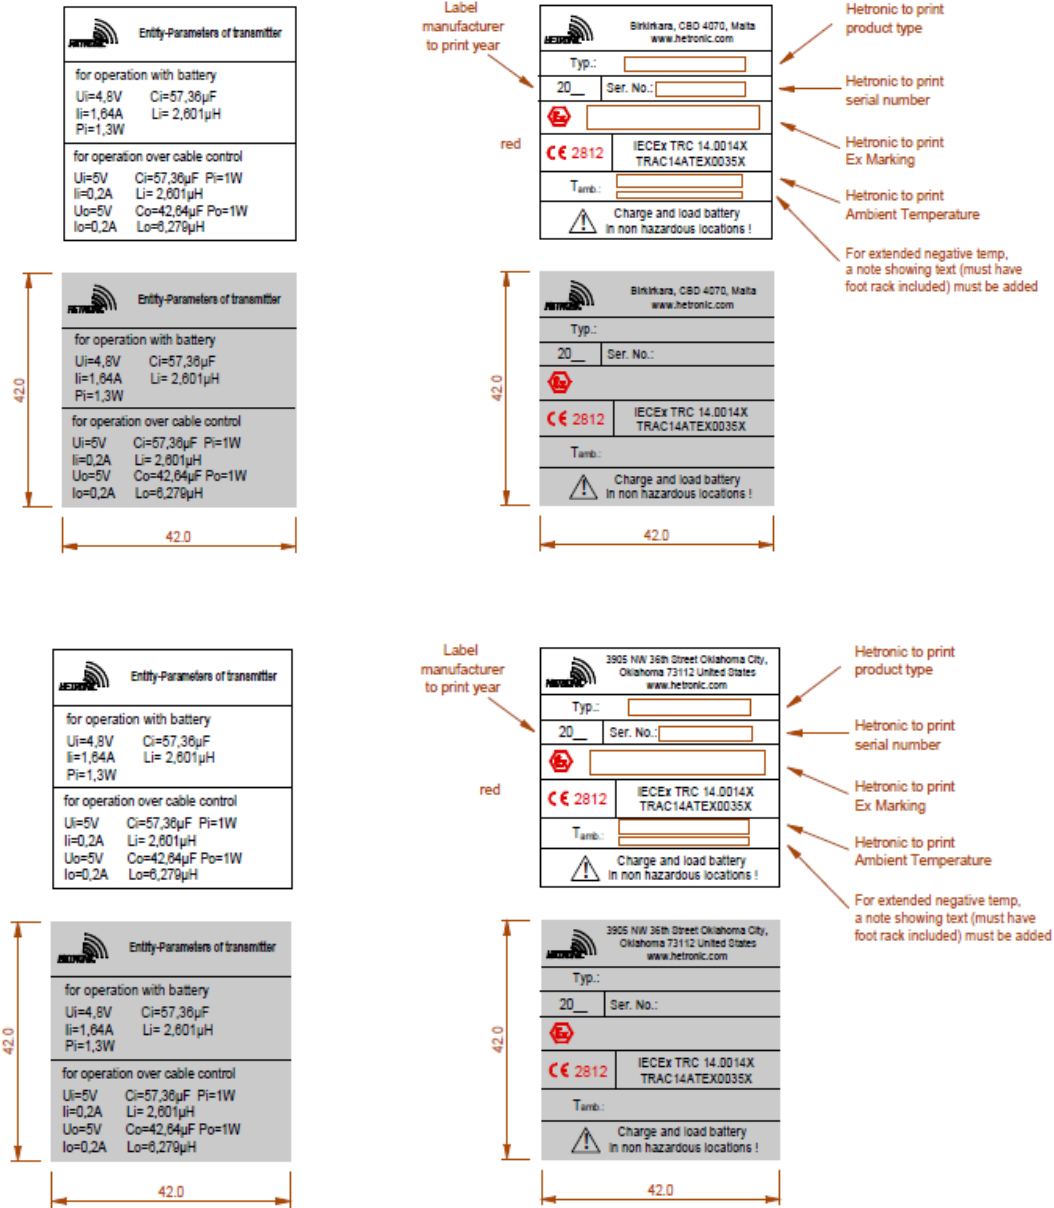 HETRONIC
Entity-Parameters of transmitter
for operation with battery
Ui=4,8V Ci=57,36µF
Ii=1,64A Li= 2,601µH
Pi=1,3W
for operation over cable control
Ui=5V Ci=57,36µF Pi=1W
Ii=0,2A Li= 2,601µH
Uo=5V Co=42,64µF Po=1W
Io=0,2A Lo=6,279µH
Label
manufacturer
to print year
red
HETRONIC
Birkirkara, CBD 4070, Malta
www.hetronic.com
Typ.:
20__ Ser. No.:
Ex
CE 2812
IECEx TRC 14.0014X
TRAC14ATEX0035X
Tamb.:
Charge and load battery
in non hazardous locations !
Hetronic to print
product type
Hetronic to print
serial number
Hetronic to print
Ex Marking
Hetronic to print
Ambient Temperature
For extended negative temp,
a note showing text (must have
foot rack included) must be added
HETRONIC
Entity-Parameters of transmitter
for operation with battery
Ui=4,8V Ci=57,36µF
Ii=1,64A Li= 2,601µH
Pi=1,3W
for operation over cable control
Ui=5V Ci=57,36µF Pi=1W
Ii=0,2A Li= 2,601µH
Uo=5V Co=42,64µF Po=1W
Io=0,2A Lo=6,279µH
42.0
42.0
HETRONIC
Birkirkara, CBD 4070, Malta
www.hetronic.com
Typ.:
20__ Ser. No.:
Ex
CE 2812
IECEx TRC 14.0014X
TRAC14ATEX0035X
Tamb.:
Charge and load battery
in non hazardous locations !
42.0
42.0
HETRONIC
Entity-Parameters of transmitter
for operation with battery
Ui=4,8V Ci=57,36µF
Ii=1,64A Li= 2,601µH
Pi=1,3W
for operation over cable control
Ui=5V Ci=57,36µF Pi=1W
Ii=0,2A Li= 2,601µH
Uo=5V Co=42,64µF Po=1W
Io=0,2A Lo=6,279µH
Label
manufacturer
to print year
red
HETRONIC
3905 NW 36th Street Oklahoma City,
Oklahoma 73112 United States
www.hetronic.com
Typ.:
20__ Ser. No.:
Ex
CE 2812
IECEx TRC 14.0014X
TRAC14ATEX0035X
Tamb.:
Charge and load battery
in non hazardous locations !
Hetronic to print
product type
Hetronic to print
serial number
Hetronic to print
Ex Marking
Hetronic to print
Ambient Temperature
For extended negative temp,
a note showing text (must have
foot rack included) must be added
HETRONIC
Entity-Parameters of transmitter
for operation with battery
Ui=4,8V Ci=57,36µF
Ii=1,64A Li= 2,601µH
Pi=1,3W
for operation over cable control
Ui=5V Ci=57,36µF Pi=1W
Ii=0,2A Li= 2,601µH
Uo=5V Co=42,64µF Po=1W
Io=0,2A Lo=6,279µH
42.0
42.0
HETRONIC
3905 NW 36th Street Oklahoma City,
Oklahoma 73112 United States
www.hetronic.com
Typ.:
20__ Ser. No.:
Ex
CE 2812
IECEx TRC 14.0014X
TRAC14ATEX0035X
Tamb.:
Charge and load battery
in non hazardous locations !
42.0
42.0